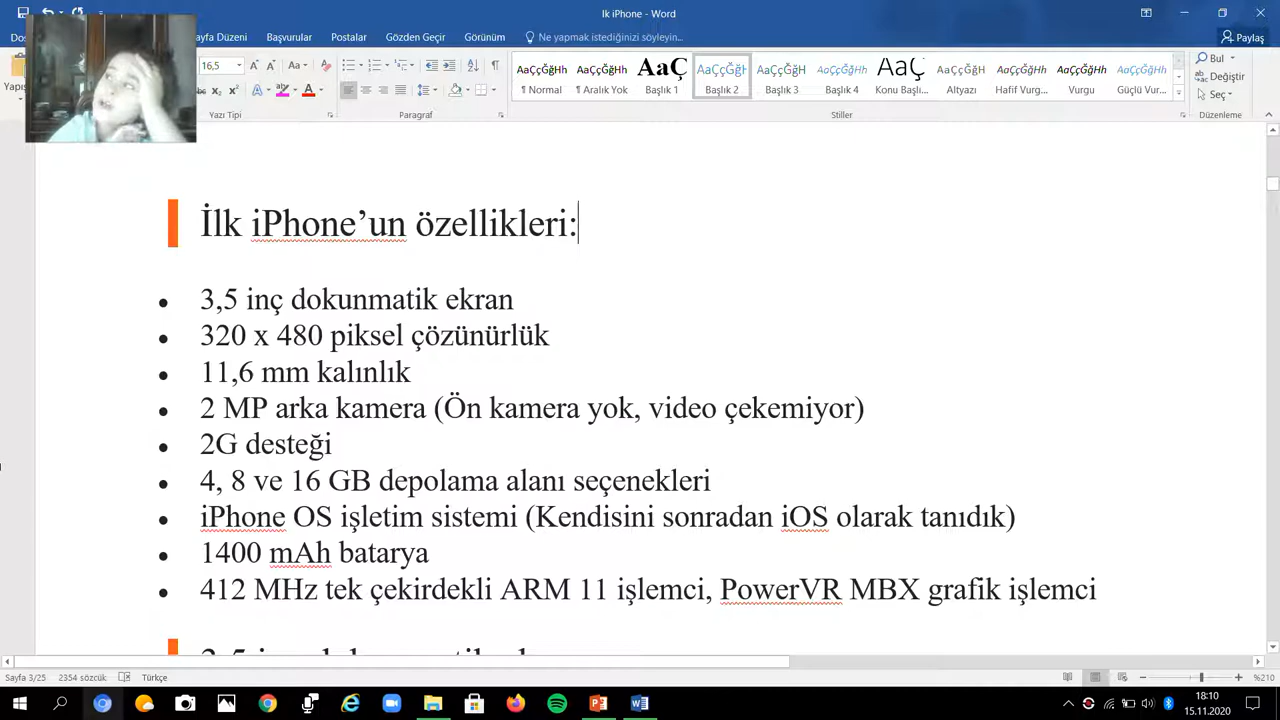 Ik iPhone - Word
Başvurular Postalar Gözden Geçir Görünüm Ne yapmak istediğinizi söyleyin... Paylaş
16,5
AaÇçĞğHh AaÇçĞğHh AaÇ AaÇçĞğH AaÇçĞğHh AaÇçĞğHh AaÇ AaÇçĞğHh AaÇçĞğHh AaÇçĞğHh AaÇçĞğHh
¶ Normal ¶ Aralık Yok Başlık 1 Başlık 2 Başlık 3 Başlık 4 Konu Başlı... Altyazı Hafif Vurg... Vurgu Güçlü Vur...
Bul
Değiştir
Seç
Yazı Tipi Paragraf Stiller Düzenleme
İlk iPhone’un özellikleri:
3,5 inç dokunmatik ekran
320 x 480 piksel çözünürlük
11,6 mm kalınlık
2 MP arka kamera (Ön kamera yok, video çekemiyor)
2G desteği
4, 8 ve 16 GB depolama alanı seçenekleri
iPhone OS işletim sistemi (Kendisini sonradan iOS olarak tanıdık)
1400 mAh batarya
412 MHz tek çekirdekli ARM 11 işlemci, PowerVR MBX grafik işlemci
Sayfa 3/25 2354 sözcük Türkçe %210
18:10
15.11.2020